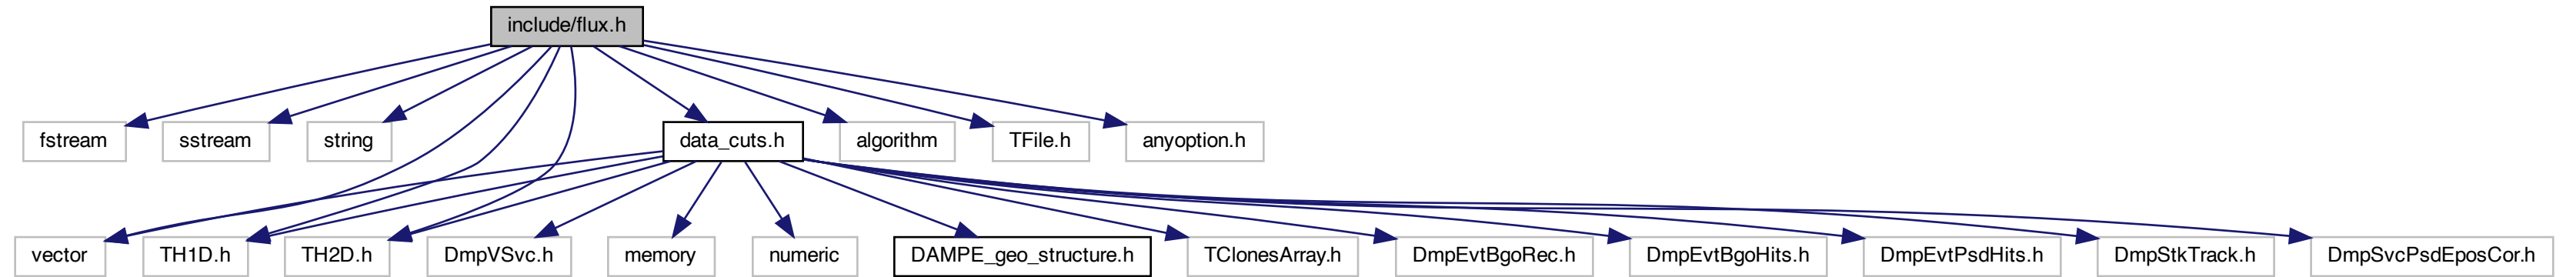 include/flux.h
fstream
sstream
string
data_cuts.h
algorithm
TFile.h
anyoption.h
vector
TH1D.h
TH2D.h
DmpVSvc.h
memory
numeric
DAMPE_geo_structure.h
TClonesArray.h
DmpEvtBgoRec.h
DmpEvtBgoHits.h
DmpEvtPsdHits.h
DmpStkTrack.h
DmpSvcPsdEposCor.h